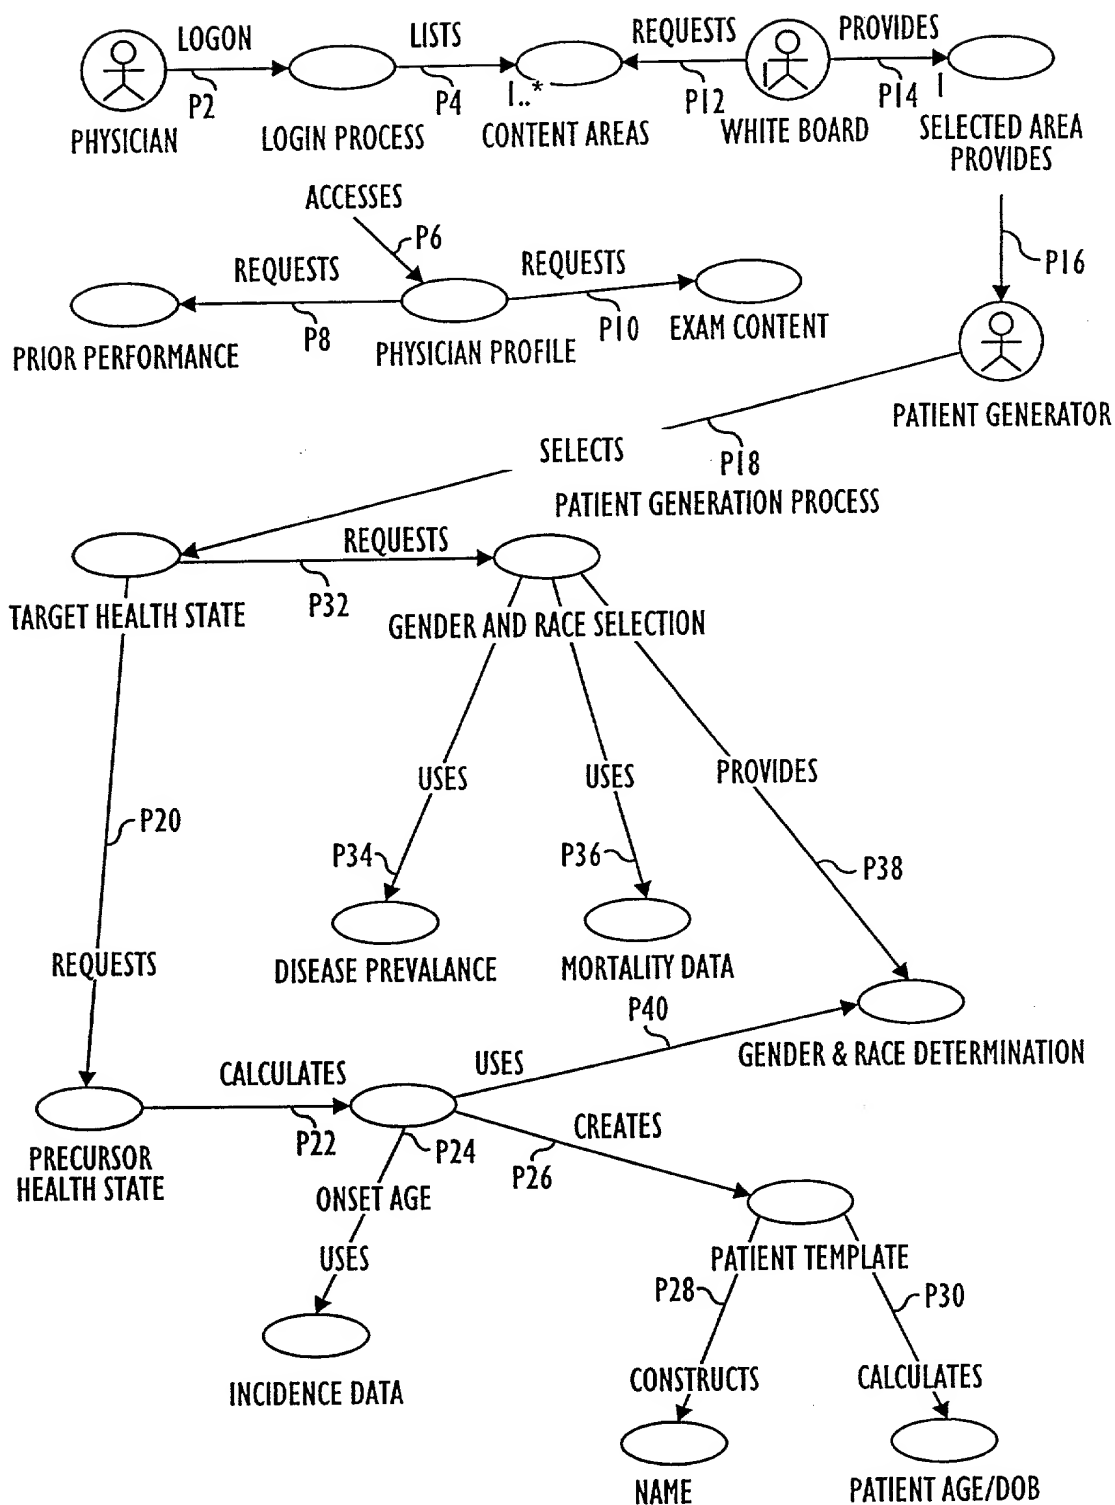 LOGON
LISTS
REQUESTS
PROVIDES
P2
P4
1..*
P12
P14
1
PHYSICIAN
LOGIN PROCESS
CONTENT AREAS
WHITE BOARD
SELECTED AREA
PROVIDES
ACCESSES
P6
P16
REQUESTS
REQUESTS
P8
P10
PRIOR PERFORMANCE
PHYSICIAN PROFILE
EXAM CONTENT
PATIENT GENERATOR
SELECTS
P18
PATIENT GENERATION PROCESS
REQUESTS
P32
TARGET HEALTH STATE
GENDER AND RACE SELECTION
USES
USES
PROVIDES
P20
P34
P36
P38
REQUESTS
DISEASE PREVALANCE
MORTALITY DATA
P40
GENDER & RACE DETERMINATION
USES
CALCULATES
P22
P24
CREATES
P26
PRECURSOR
HEALTH STATE
ONSET AGE
USES
PATIENT TEMPLATE
P28
P30
INCIDENCE DATA
CONSTRUCTS
CALCULATES
NAME
PATIENT AGE/DOB